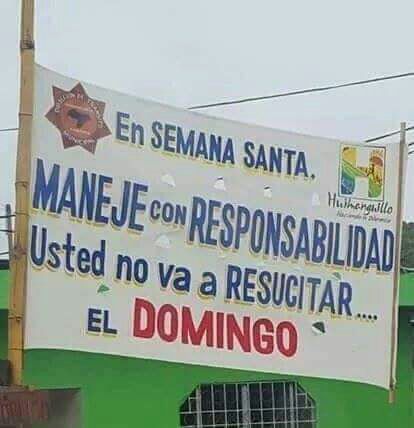 En SEMANA SANTA.
MANEJE con RESPONSABILIDAD
Usted no va a RESUCITAR....
EL DOMINGO
H
Huimanguillo